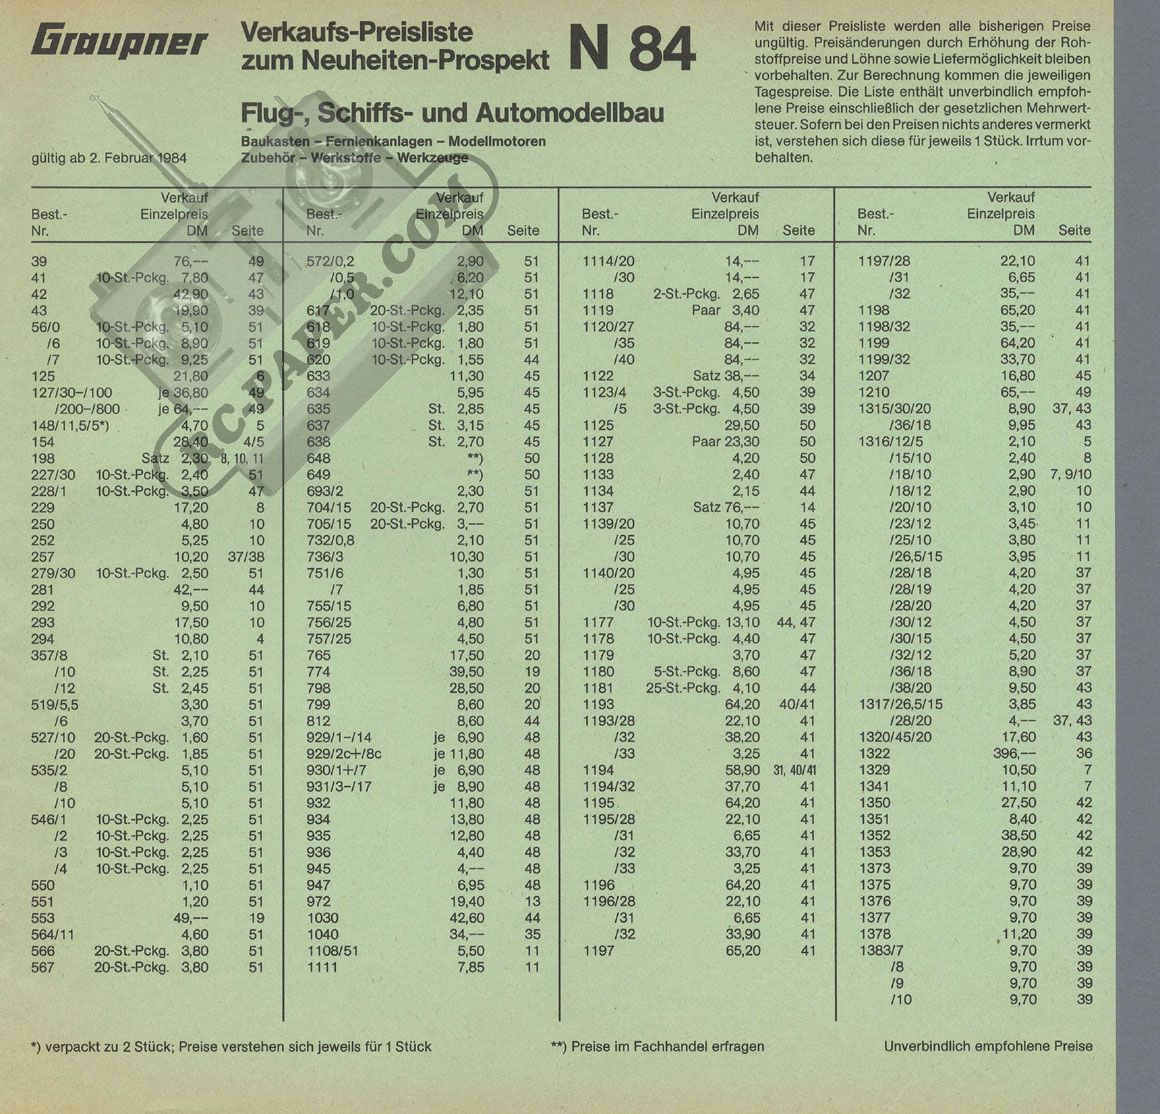 Graupner
Verkaufs-Preisliste
zum Neuheiten-Prospekt N 84
Flug-, Schiffs- und Automodellbau
Baukasten – Fernlenkanlagen – Modellmotoren
Zubehör – Werkstoffe – Werkzeuge
gültig ab 2. Februar 1984
Mit dieser Preisliste werden alle bisherigen Preise
ungültig. Preisänderungen durch Erhöhung der Roh-
stoffpreise und Löhne sowie Liefermöglichkeit bleiben
vorbehalten. Zur Berechnung kommen die jeweiligen
Tagespreise. Die Liste enthält unverbindlich empfoh-
lene Preise einschließlich der gesetzlichen Mehrwert-
steuer. Sofern bei den Preisen nichts anderes vermerkt
ist, verstehen sich diese für jeweils 1 Stück. Irrtum vor-
behalten.
Verkauf
Best.- Einzelpreis
Nr. DM Seite
39 76,–– 49
41 10-St.-Pckg. 7,80 47
42 42,90 43
43 19,90 39
56/0 10-St.-Pckg. 5,10 51
/6 10-St.-Pckg. 8,90 51
/7 10-St.-Pckg. 9,25 51
125 21,80 6
127/30–/100 je 36,80 49
/200–/800 je 64,–– 49
148/11,5/5*) 4,70 5
154 28,40 4/5
198 Satz 2,30 8, 10, 11
227/30 10-St.-Pckg. 2,40 51
228/1 10-St.-Pckg. 3,50 47
229 17,20 8
250 4,80 10
252 5,25 10
257 10,20 37/38
279/30 10-St.-Pckg. 2,50 51
281 42,–– 44
292 9,50 10
293 17,50 10
294 10,80 4
357/8 St. 2,10 51
/10 St. 2,25 51
/12 St. 2,45 51
519/5,5 3,30 51
/6 3,70 51
527/10 20-St.-Pckg. 1,60 51
/20 20-St.-Pckg. 1,85 51
535/2 5,10 51
/8 5,10 51
/10 5,10 51
546/1 10-St.-Pckg. 2,25 51
/2 10-St.-Pckg. 2,25 51
/3 10-St.-Pckg. 2,25 51
/4 10-St.-Pckg. 2,25 51
550 1,10 51
551 1,20 51
553 49,–– 19
564/11 4,60 51
566 20-St.-Pckg. 3,80 51
567 20-St.-Pckg. 3,80 51
Verkauf
Best.- Einzelpreis
Nr. DM Seite
572/0,2 2,90 51
/0,5 6,20 51
/1,0 12,10 51
617 20-St.-Pckg. 2,35 51
618 10-St.-Pckg. 1,80 51
619 10-St.-Pckg. 1,80 51
620 10-St.-Pckg. 1,55 44
633 11,30 45
634 5,95 45
635 St. 2,85 45
637 St. 3,15 45
638 St. 2,70 45
648 **) 50
649 **) 50
693/2 2,30 51
704/15 20-St.-Pckg. 2,70 51
705/15 20-St.-Pckg. 3,–– 51
732/0,8 2,10 51
736/3 10,30 51
751/6 1,30 51
/7 1,85 51
755/15 6,80 51
756/25 4,80 51
757/25 4,50 51
765 17,50 20
774 39,50 19
798 28,50 20
799 8,60 20
812 8,60 44
929/1–/14 je 6,90 48
929/2c+/8c je 11,80 48
930/1+/7 je 6,90 48
931/3–/17 je 8,90 48
932 11,80 48
934 13,80 48
935 12,80 48
936 4,40 48
945 4,–– 48
947 6,95 48
972 19,40 13
1030 42,60 44
1040 34,–– 35
1108/51 5,50 11
1111 7,85 11
Verkauf
Best.- Einzelpreis
Nr. DM Seite
1114/20 14,–– 17
/30 14,–– 17
1118 2-St.-Pckg. 2,65 47
1119 Paar 3,40 47
1120/27 84,–– 32
/35 84,–– 32
/40 84,–– 32
1122 Satz 38,–– 34
1123/4 3-St.-Pckg. 4,50 39
/5 3-St.-Pckg. 4,50 39
1125 29,50 50
1127 Paar 23,30 50
1128 4,20 50
1133 2,40 47
1134 2,15 44
1137 Satz 76,–– 14
1139/20 10,70 45
/25 10,70 45
/30 10,70 45
1140/20 4,95 45
/25 4,95 45
/30 4,95 45
1177 10-St.-Pckg. 13,10 44, 47
1178 10-St.-Pckg. 4,40 47
1179 3,70 47
1180 5-St.-Pckg. 8,60 47
1181 25-St.-Pckg. 4,10 44
1193 64,20 40/41
1193/28 22,10 41
/32 38,20 41
/33 3,25 41
1194 58,90 31, 40/41
1194/32 37,70 41
1195 64,20 41
1195/28 22,10 41
/31 6,65 41
/32 33,70 41
/33 3,25 41
1196 64,20 41
1196/28 22,10 41
/31 6,65 41
/32 33,90 41
1197 65,20 41
Verkauf
Best.- Einzelpreis
Nr. DM Seite
1197/28 22,10 41
/31 6,65 41
/32 35,–– 41
1198 65,20 41
1198/32 35,–– 41
1199 64,20 41
1199/32 33,70 41
1207 16,80 45
1210 65,–– 49
1315/30/20 8,90 37, 43
/36/18 9,95 43
1316/12/5 2,10 5
/15/10 2,40 8
/18/10 2,90 7, 9/10
/18/12 2,90 10
/20/10 3,10 10
/23/12 3,45 11
/25/10 3,80 11
/26,5/15 3,95 11
/28/18 4,20 37
/28/19 4,20 37
/28/20 4,20 37
/30/12 4,50 37
/30/15 4,50 37
/32/12 5,20 37
/36/18 8,90 37
/38/20 9,50 43
1317/26,5/15 3,85 43
/28/20 4,–– 37, 43
1320/45/20 17,60 43
1322 396,–– 36
1329 10,50 7
1341 11,10 7
1350 27,50 42
1351 8,40 42
1352 38,50 42
1353 28,90 42
1373 9,70 39
1375 9,70 39
1376 9,70 39
1377 9,70 39
1378 11,20 39
1383/7 9,70 39
/8 9,70 39
/9 9,70 39
/10 9,70 39
*) verpackt zu 2 Stück; Preise verstehen sich jeweils für 1 Stück
**) Preise im Fachhandel erfragen
Unverbindlich empfohlene Preise
RC-PAPER.COM